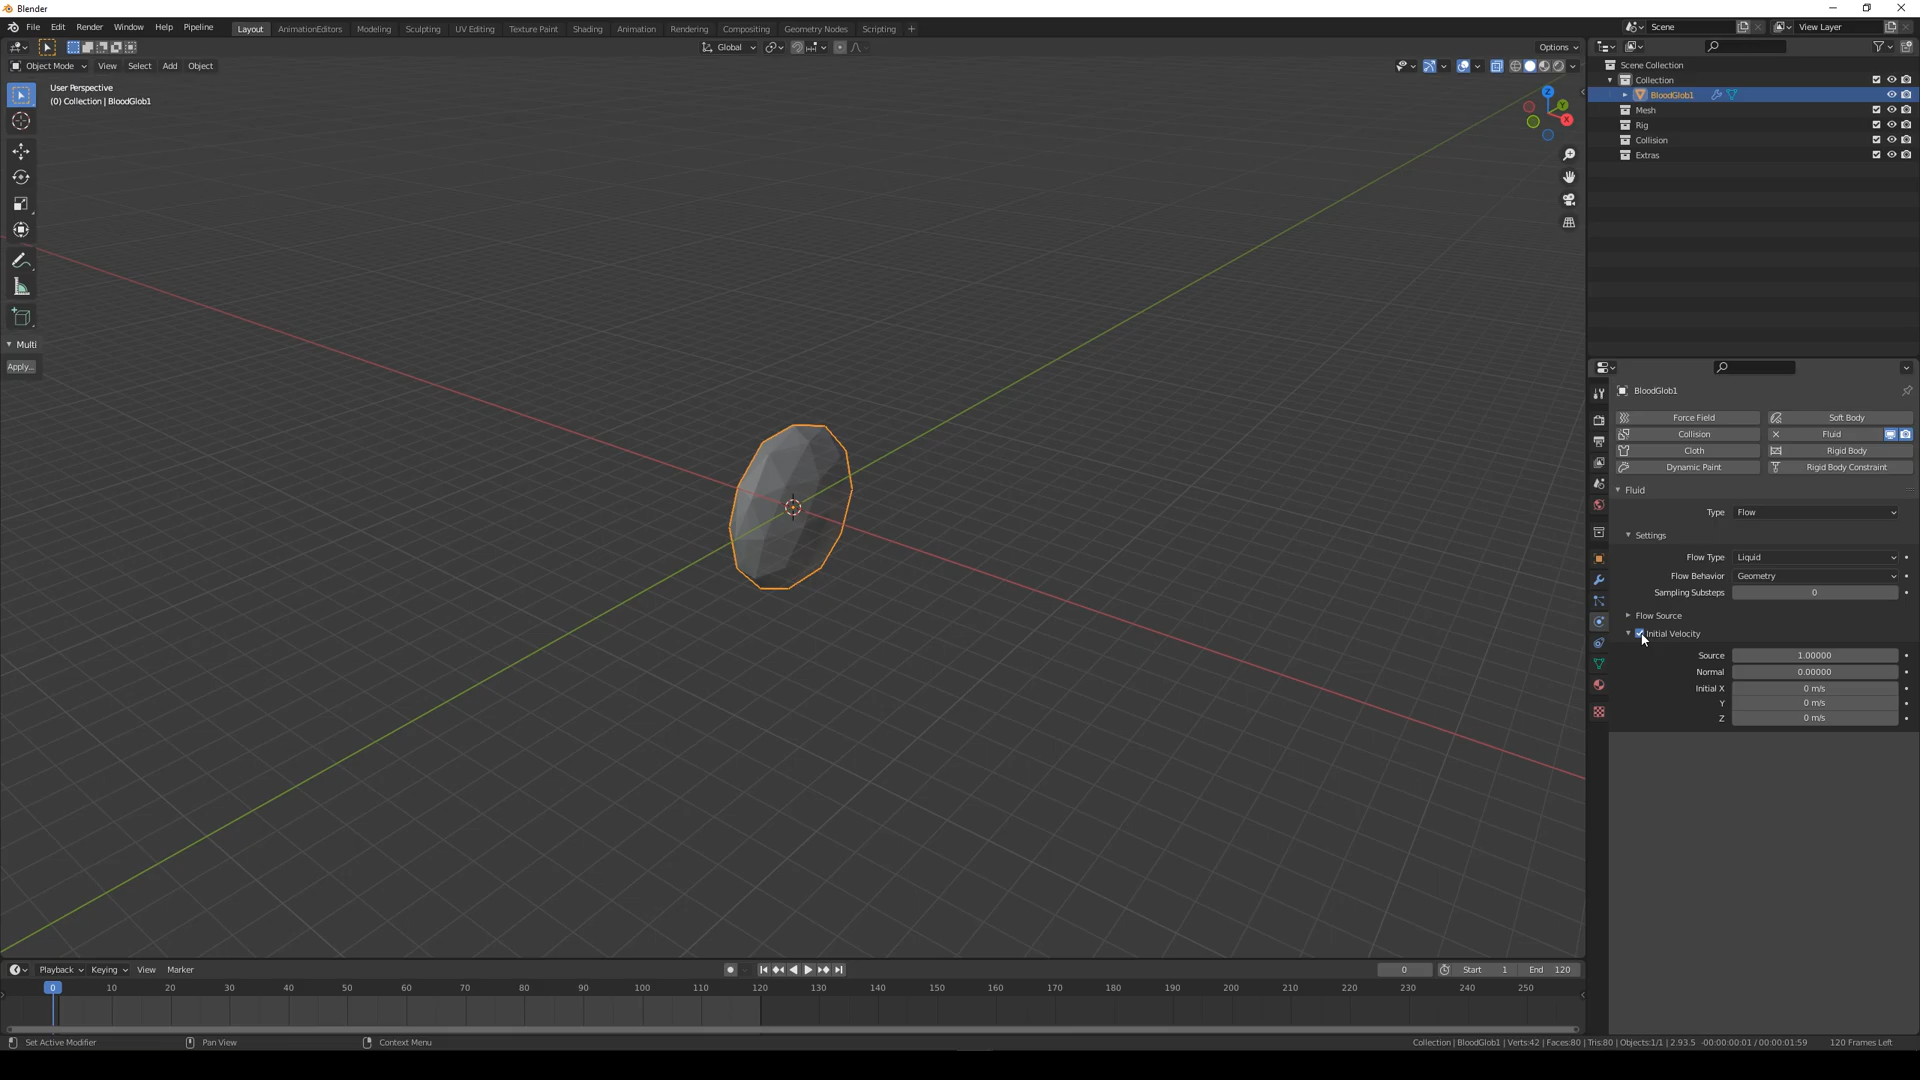 Blender
File Edit Render Window Help Pipeline Layout AnimationEditors Modeling Sculpting UV Editing Texture Paint Shading Animation Rendering Compositing Geometry Nodes Scripting + Scene View Layer
Global Options
Object Mode View Select Add Object
User Perspective
(0) Collection | BloodGlob1
Z
Y
X
Multi
Apply...
Scene Collection
Collection
BloodGlob1
Mesh
Rig
Collision
Extras
BloodGlob1
Force Field Soft Body
Collision Fluid
Cloth Rigid Body
Dynamic Paint Rigid Body Constraint
Fluid
Type Flow
Settings
Flow Type Liquid
Flow Behavior Geometry
Sampling Substeps 0
Flow Source
Initial Velocity
Source 1.00000
Normal 0.00000
Initial X 0 m/s
Y 0 m/s
Z 0 m/s
Playback Keying View Marker 0 Start 1 End 120
0 10 20 30 40 50 60 70 80 90 100 110 120 130 140 150 160 170 180 190 200 210 220 230 240 250
Set Active Modifier Pan View Context Menu Collection | BloodGlob1 | Verts:42 | Faces:80 | Tris:80 | Objects:1/1 | 2.93.5 -00:00:00:01 / 00:00:01:59 120 Frames Left